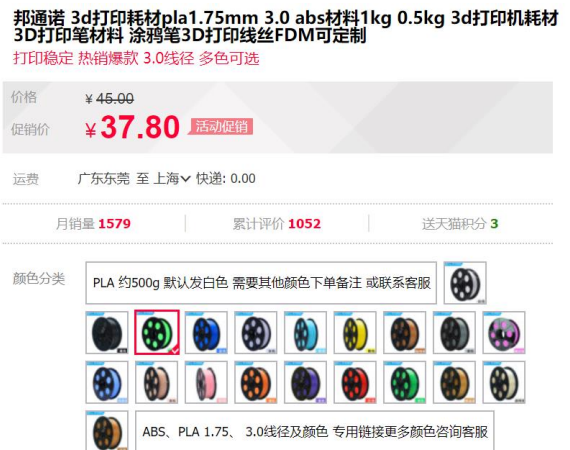 邦通诺 3d打印耗材pla1.75mm 3.0 abs材料1kg 0.5kg 3d打印机耗材
3D打印笔材料 涂鸦笔3D打印线丝FDM可定制
打印稳定 热销爆款 3.0线径 多色可选
价格 ¥ 45.00
促销价 ¥ 37.80 活动促销
运费 广东东莞 至 上海 快递: 0.00
月销量 1579 累计评价 1052 送天猫积分 3
颜色分类 PLA 约500g 默认发白色 需要其他颜色下单备注 或联系客服
ABS、PLA 1.75、 3.0线径及颜色 专用链接更多颜色咨询客服